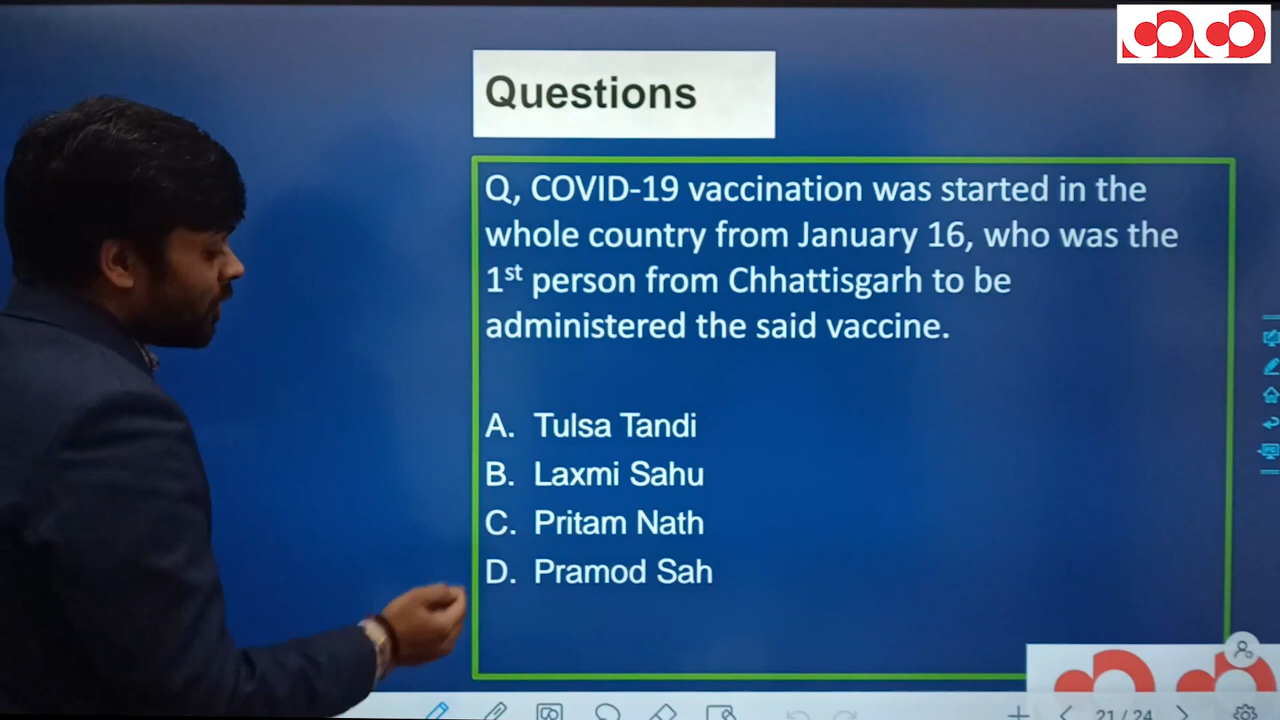 Questions
Q, COVID-19 vaccination was started in the
whole country from January 16, who was the
1st person from Chhattisgarh to be
administered the said vaccine.
A. Tulsa Tandi
B. Laxmi Sahu
C. Pritam Nath
D. Pramod Sah
21/24